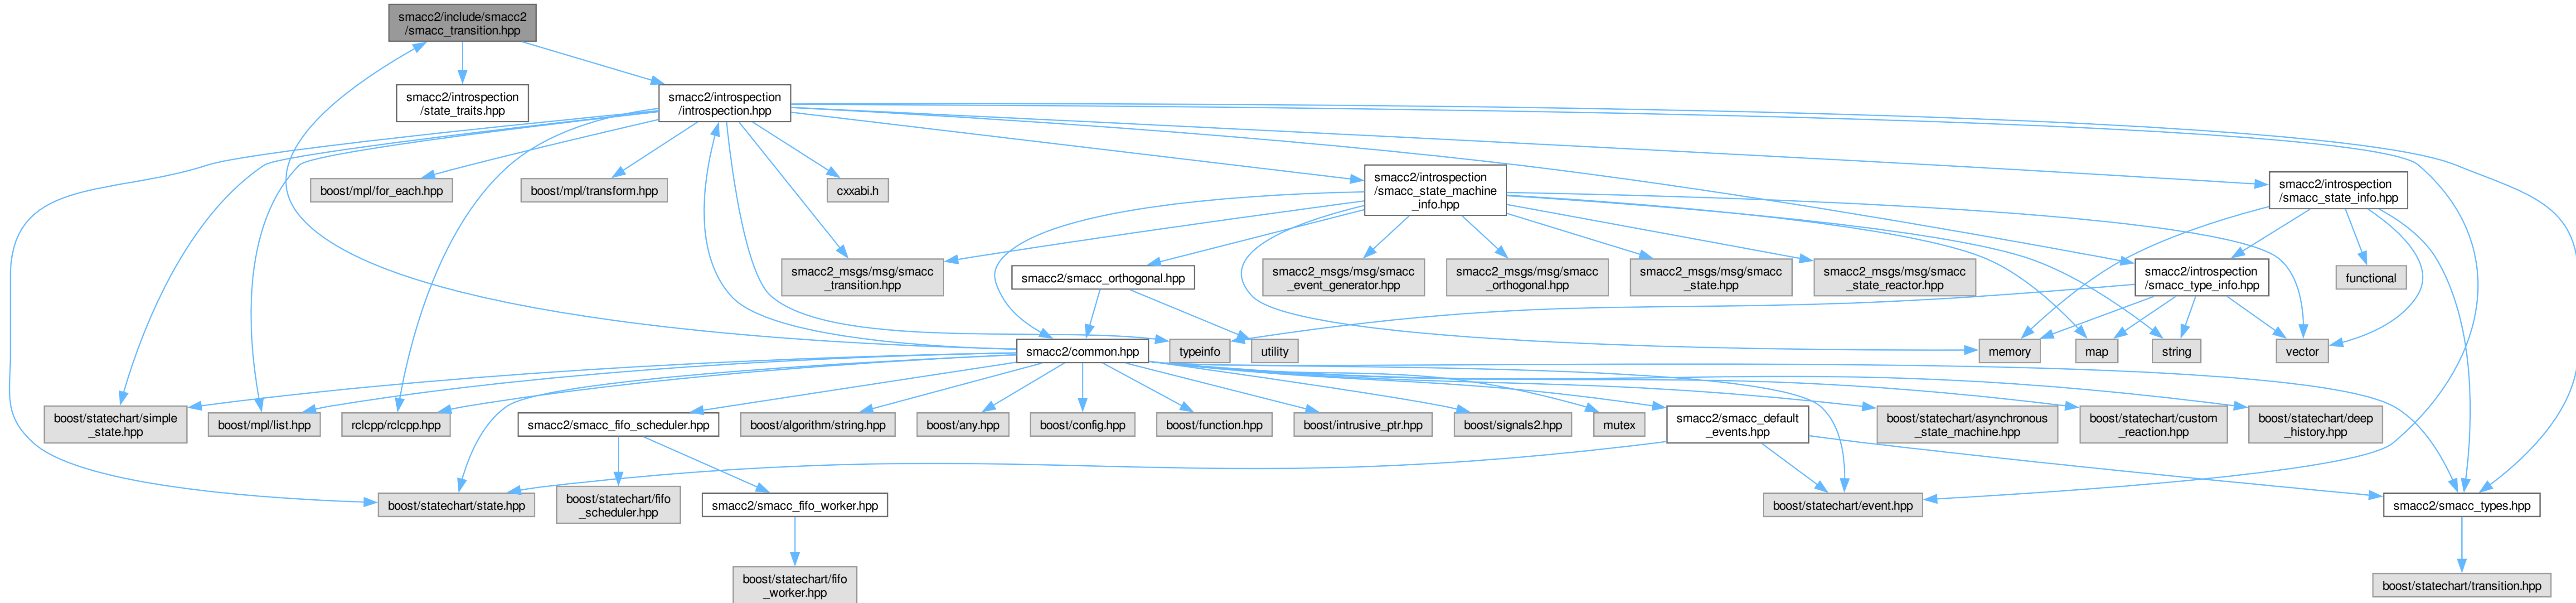 smacc2/include/smacc2
/smacc_transition.hpp
smacc2/introspection
/state_traits.hpp
smacc2/introspection
/introspection.hpp
boost/mpl/for_each.hpp
boost/mpl/transform.hpp
cxxabi.h
smacc2/introspection
/smacc_state_machine
_info.hpp
smacc2/introspection
/smacc_state_info.hpp
smacc2_msgs/msg/smacc
_transition.hpp
smacc2/smacc_orthogonal.hpp
smacc2_msgs/msg/smacc
_event_generator.hpp
smacc2_msgs/msg/smacc
_orthogonal.hpp
smacc2_msgs/msg/smacc
_state.hpp
smacc2_msgs/msg/smacc
_state_reactor.hpp
smacc2/introspection
/smacc_type_info.hpp
functional
smacc2/common.hpp
typeinfo
utility
memory
map
string
vector
boost/statechart/simple
_state.hpp
boost/mpl/list.hpp
rclcpp/rclcpp.hpp
smacc2/smacc_fifo_scheduler.hpp
boost/algorithm/string.hpp
boost/any.hpp
boost/config.hpp
boost/function.hpp
boost/intrusive_ptr.hpp
boost/signals2.hpp
mutex
smacc2/smacc_default
_events.hpp
boost/statechart/asynchronous
_state_machine.hpp
boost/statechart/custom
_reaction.hpp
boost/statechart/deep
_history.hpp
boost/statechart/state.hpp
boost/statechart/fifo
_scheduler.hpp
smacc2/smacc_fifo_worker.hpp
boost/statechart/event.hpp
smacc2/smacc_types.hpp
boost/statechart/fifo
_worker.hpp
boost/statechart/transition.hpp